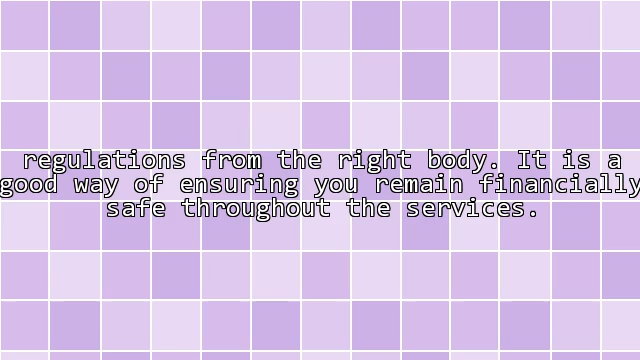 regulations from the right body. It is a
good way of ensuring you remain financially
safe throughout the services.